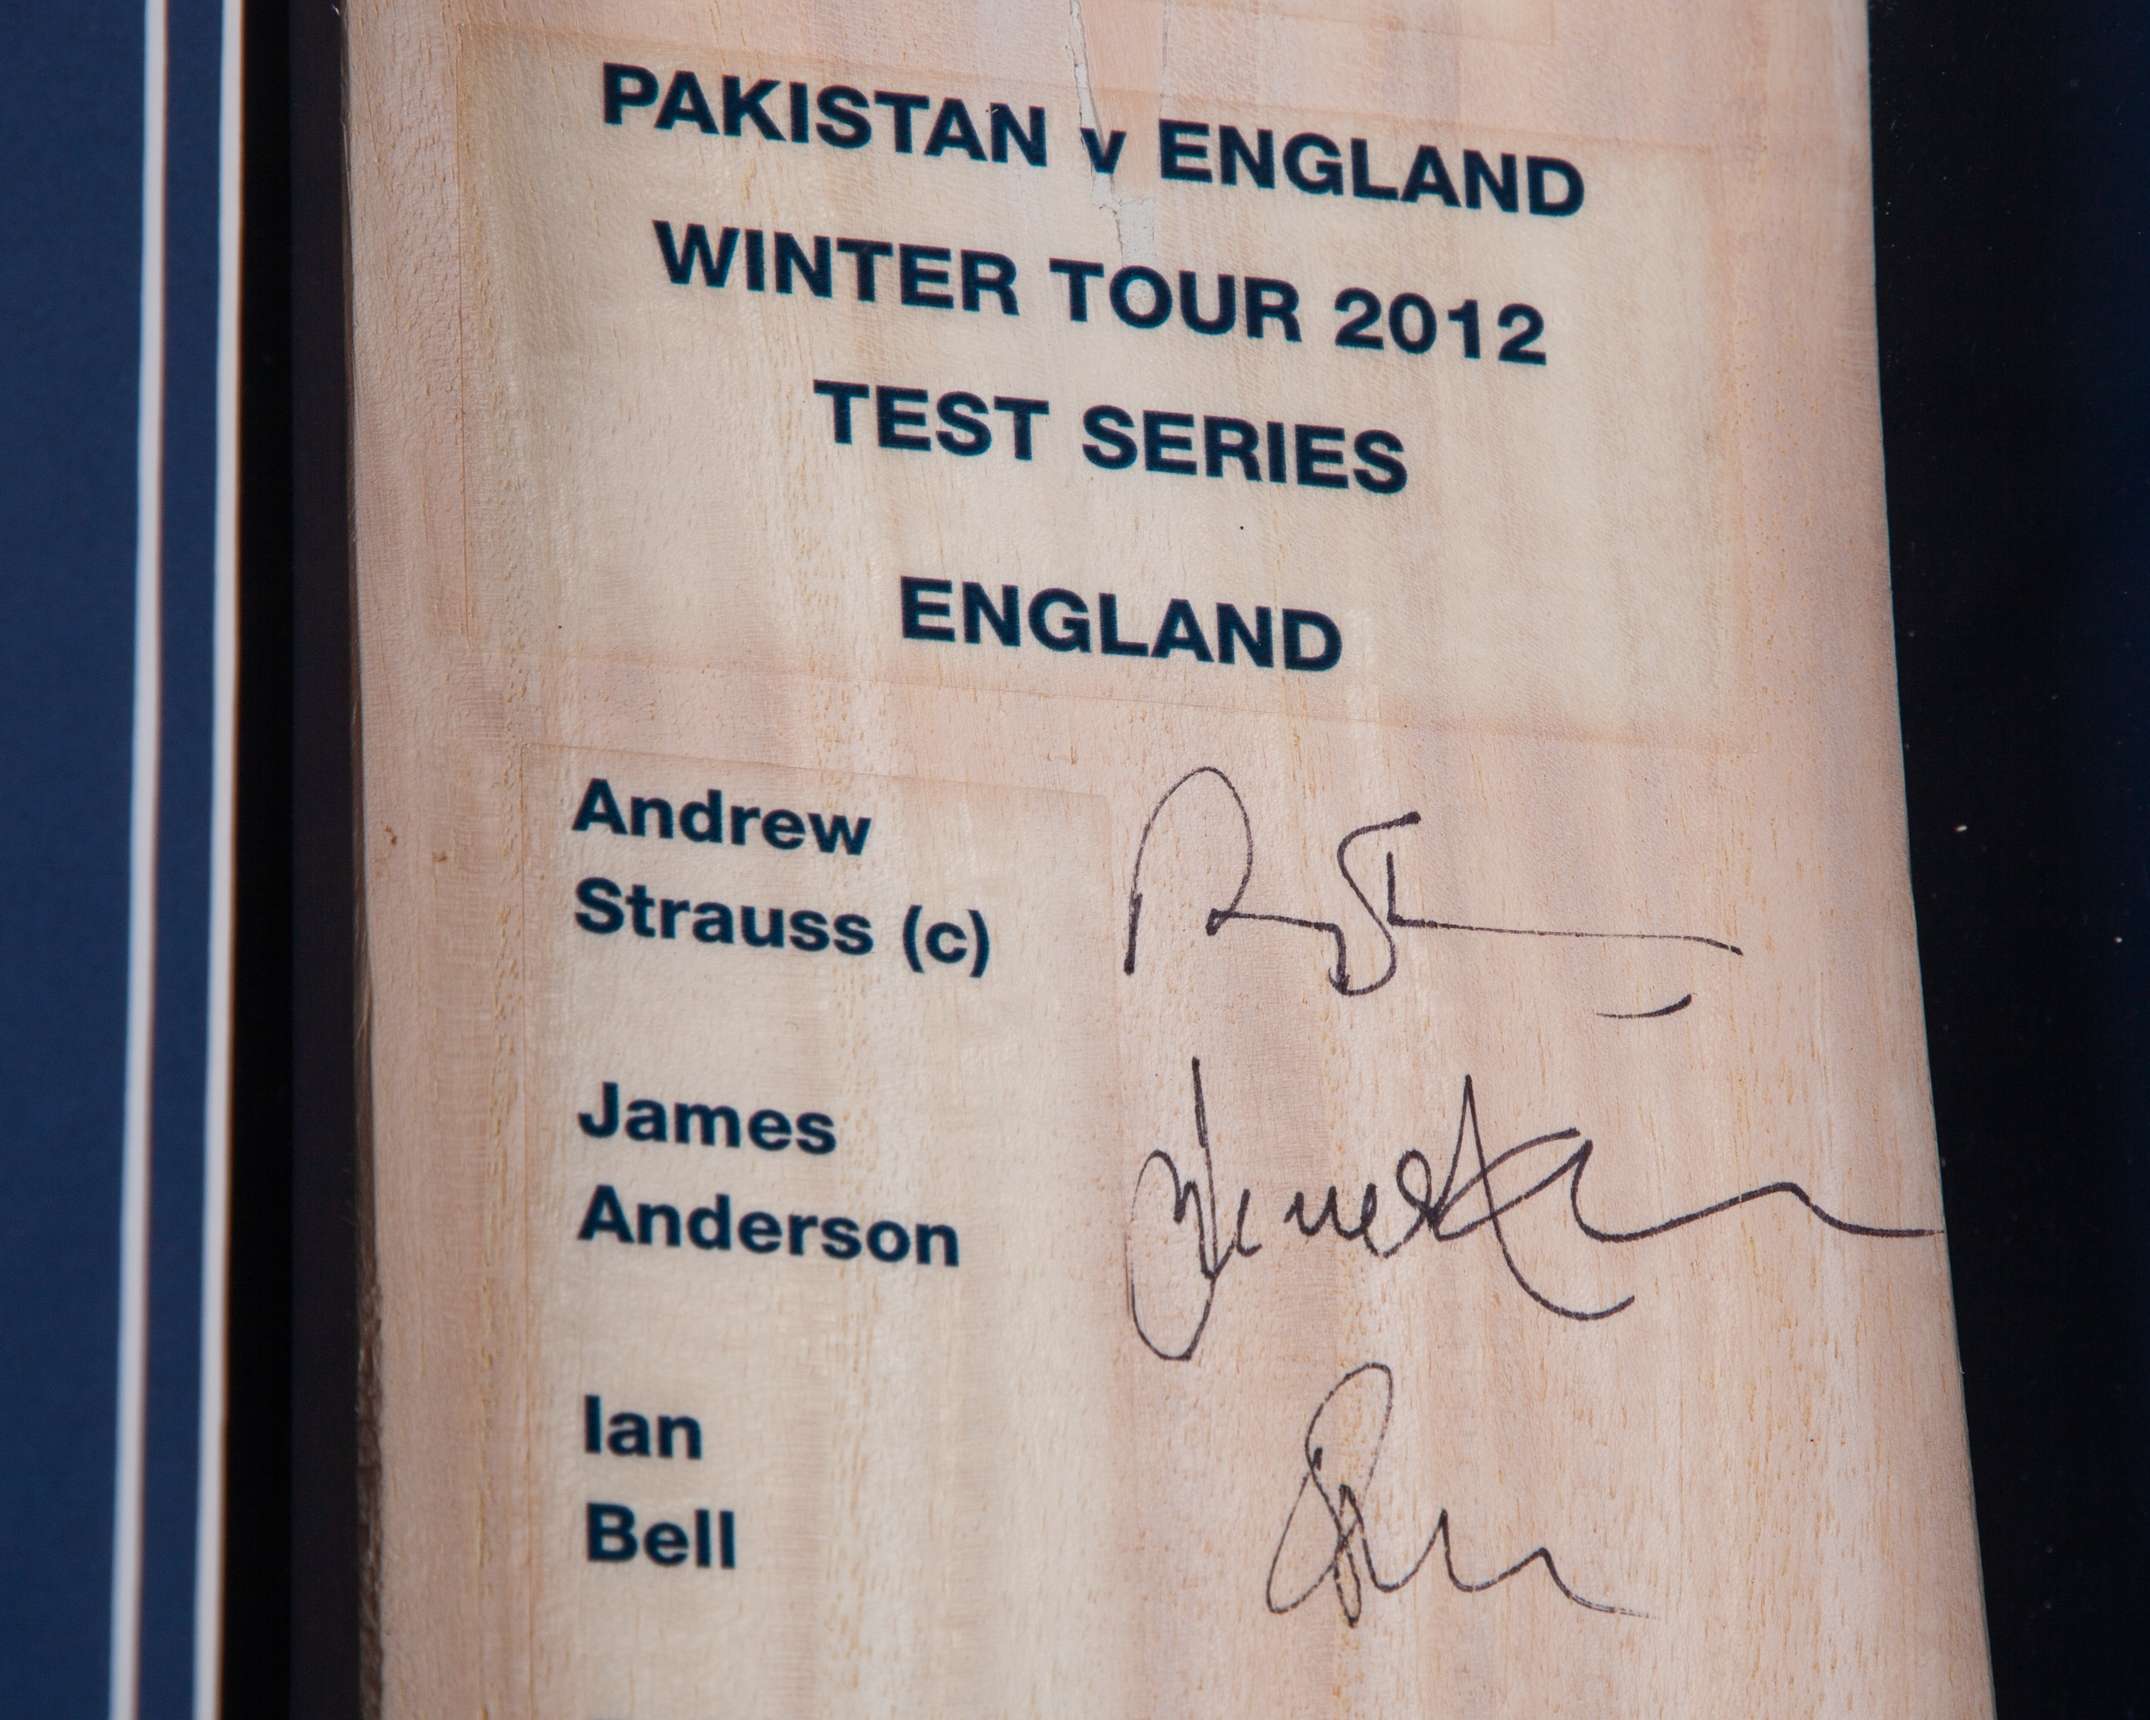 PAKISTAN v ENGLAND
WINTER TOUR 2012
TEST SERIES
ENGLAND
Andrew
Strauss (c)
James
Anderson
Ian
Bell